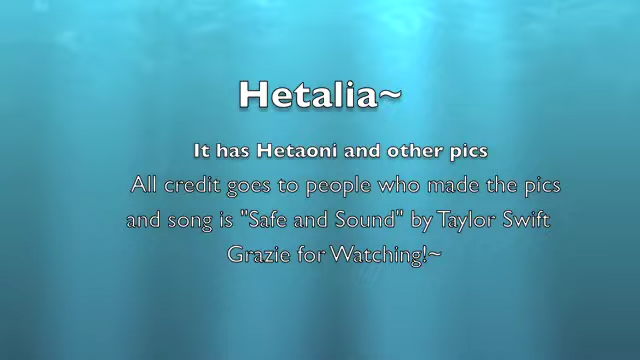 Hetalia~
It has Hetaoni and other pics
All credit goes to people who made the pics
and song is "Safe and Sound" by Taylor Swift
Grazie for Watching!~